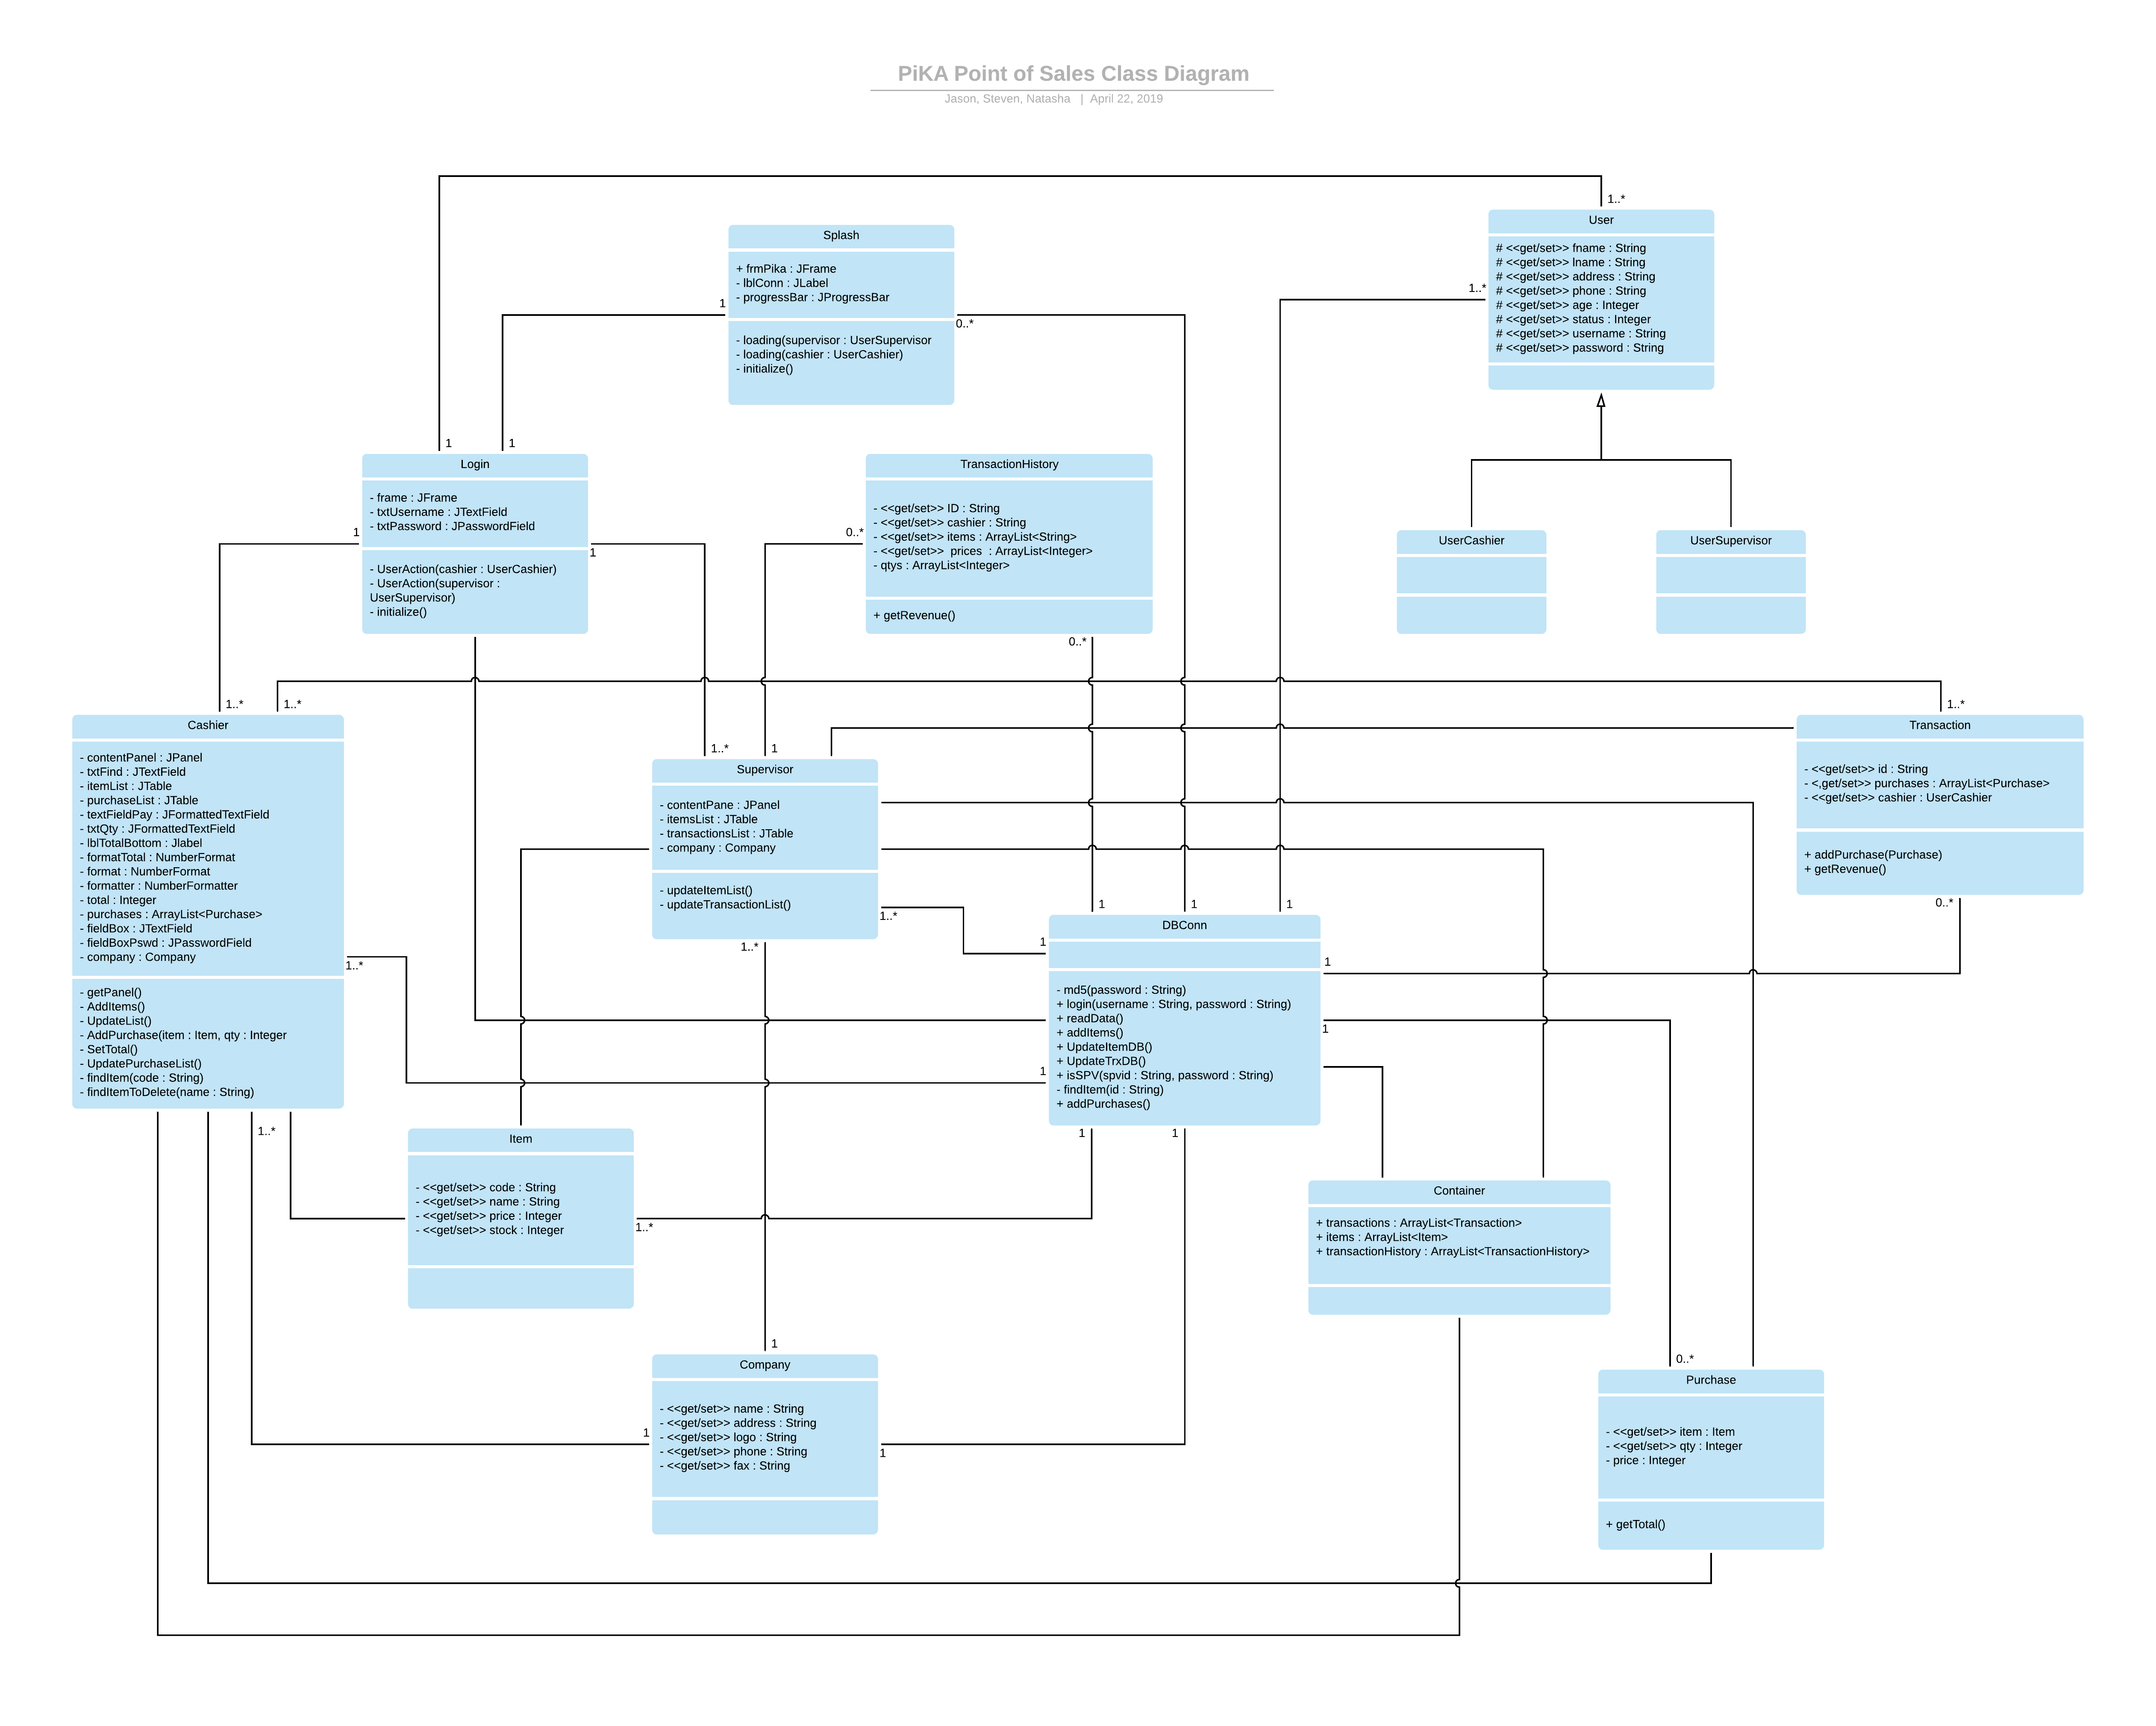 PiKA Point of Sales Class Diagram
Jason, Steven, Natasha | April 22, 2019
1..*
User
# <<get/set>> fname : String
# <<get/set>> lname : String
# <<get/set>> address : String
# <<get/set>> phone : String
# <<get/set>> age : Integer
# <<get/set>> status : Integer
# <<get/set>> username : String
# <<get/set>> password : String
1..*
Splash
+ frmPika : JFrame
- lblConn : JLabel
- progressBar : JProgressBar
- loading(supervisor : UserSupervisor
- loading(cashier : UserCashier)
- initialize()
1
0..*
1
1
Login
- frame : JFrame
- txtUsername : JTextField
- txtPassword : JPasswordField
- UserAction(cashier : UserCashier)
- UserAction(supervisor :
UserSupervisor)
- initialize()
1
1
TransactionHistory
- <<get/set>> ID : String
- <<get/set>> cashier : String
- <<get/set>> items : ArrayList<String>
- <<get/set>>  prices  : ArrayList<Integer>
- qtys : ArrayList<Integer>
+ getRevenue()
0..*
0..*
UserCashier
UserSupervisor
1..*
1..*
Cashier
- contentPanel : JPanel
- txtFind : JTextField
- itemList : JTable
- purchaseList : JTable
- textFieldPay : JFormattedTextField
- txtQty : JFormattedTextField
- lblTotalBottom : Jlabel
- formatTotal : NumberFormat
- format : NumberFormat
- formatter : NumberFormatter
- total : Integer
- purchases : ArrayList<Purchase>
- fieldBox : JTextField
- fieldBoxPswd : JPasswordField
- company : Company
- getPanel()
- AddItems()
- UpdateList()
- AddPurchase(item : Item, qty : Integer
- SetTotal()
- UpdatePurchaseList()
- findItem(code : String)
- findItemToDelete(name : String)
1..*
1..*
1..*
1
Supervisor
- contentPane : JPanel
- itemsList : JTable
- transactionsList : JTable
- company : Company
- updateItemList()
- updateTransactionList()
1..*
1..*
1..*
Transaction
- <<get/set>> id : String
- <,get/set>> purchases : ArrayList<Purchase>
- <<get/set>> cashier : UserCashier
+ addPurchase(Purchase)
+ getRevenue()
0..*
1
1
1
DBConn
- md5(password : String)
+ login(username : String, password : String)
+ readData()
+ addItems()
+ UpdateItemDB()
+ UpdateTrxDB()
+ isSPV(spvid : String, password : String)
- findItem(id : String)
+ addPurchases()
1
1
1
1
1
1
Item
- <<get/set>> code : String
- <<get/set>> name : String
- <<get/set>> price : Integer
- <<get/set>> stock : Integer
1..*
Container
+ transactions : ArrayList<Transaction>
+ items : ArrayList<Item>
+ transactionHistory : ArrayList<TransactionHistory>
1
Company
- <<get/set>> name : String
- <<get/set>> address : String
- <<get/set>> logo : String
- <<get/set>> phone : String
- <<get/set>> fax : String
1
1
0..*
Purchase
- <<get/set>> item : Item
- <<get/set>> qty : Integer
- price : Integer
+ getTotal()